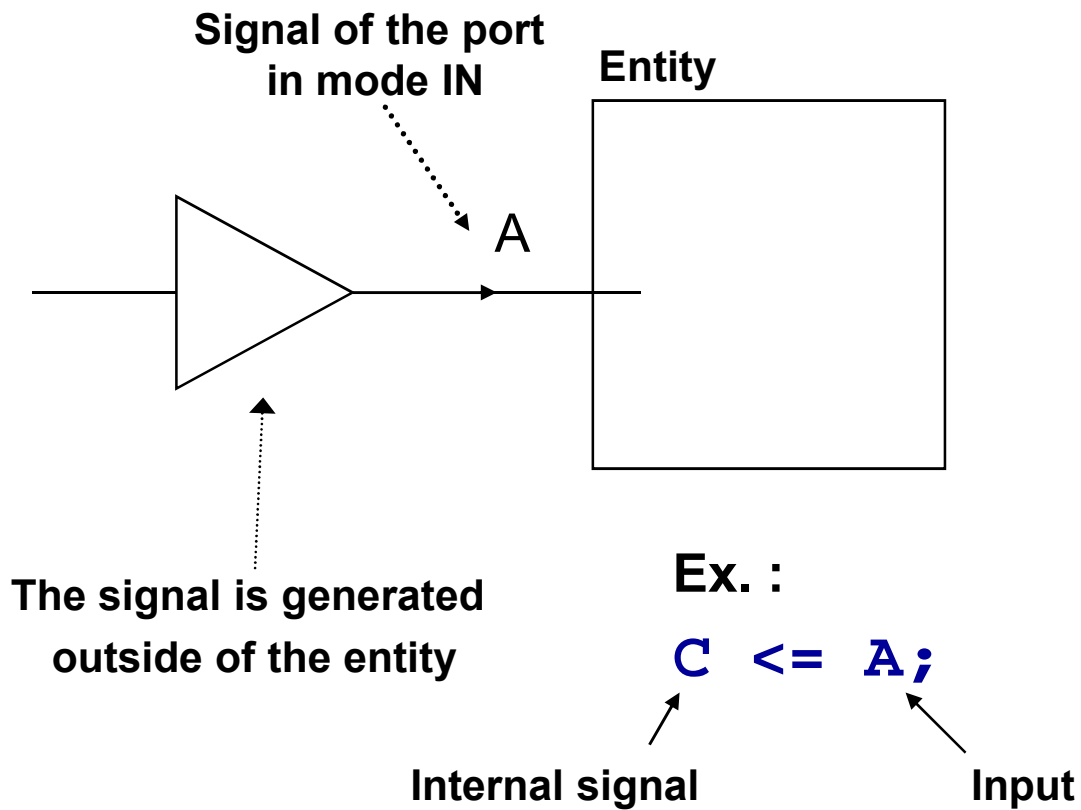 Signal of the port
in mode IN
Entity
A
The signal is generated
outside of the entity
Ex. :
C <= A;
Internal signal
Input